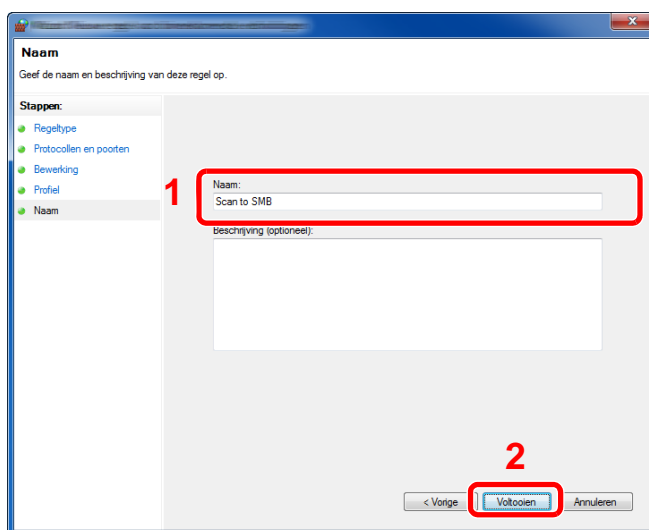 Naam
Geef de naam en beschrijving van deze regel op.
Stappen:
Regeltype
Protocollen en poorten
Bewerking
Profiel
Naam
1
Naam:
Scan to SMB
Beschrijving (optioneel):
2
< Vorige
Voltooien
Annuleren